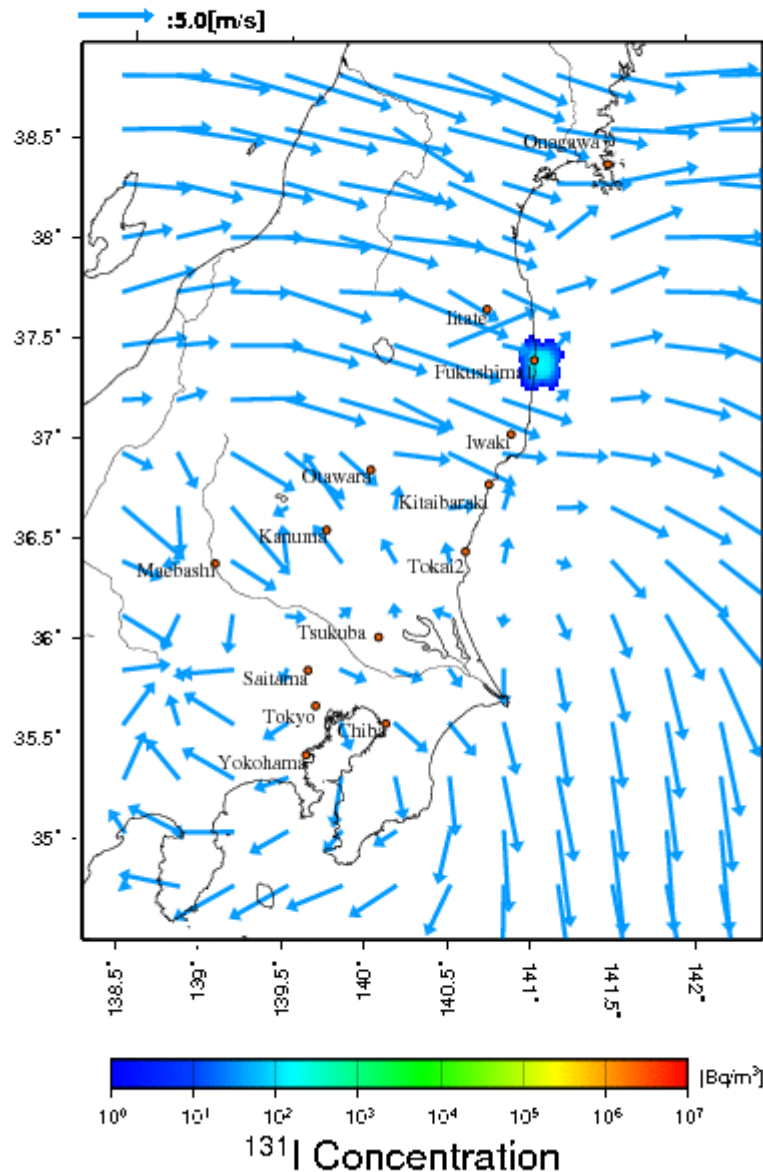 :5.0[m/s]
38.5°
Onagawa
38°
Iitate
37.5°
Fukushima1
37°
Iwaki
Otawara
Kitaibaraki
36.5°
Kanuma
Maebashi
Tokai2
36°
Tsukuba
Saitama
Tokyo
35.5°
Chiba
Yokohama
35°
138.5° 139° 139.5° 140° 140.5° 141° 141.5° 142°
[Bq/m³]
10⁰ 10¹ 10² 10³ 10⁴ 10⁵ 10⁶ 10⁷
¹³¹I Concentration